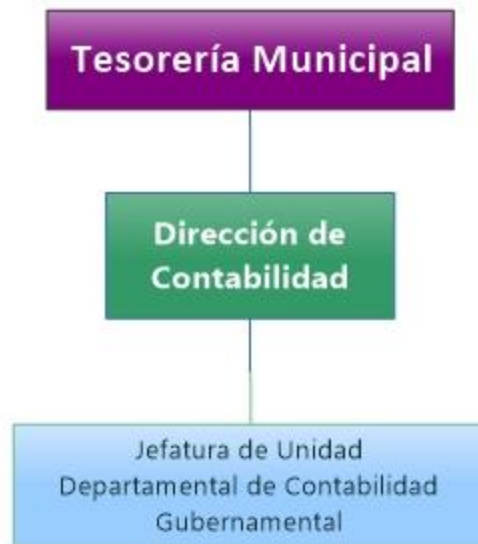 Tesorería Municipal
Dirección de
Contabilidad
Jefatura de Unidad
Departamental de Contabilidad
Gubernamental